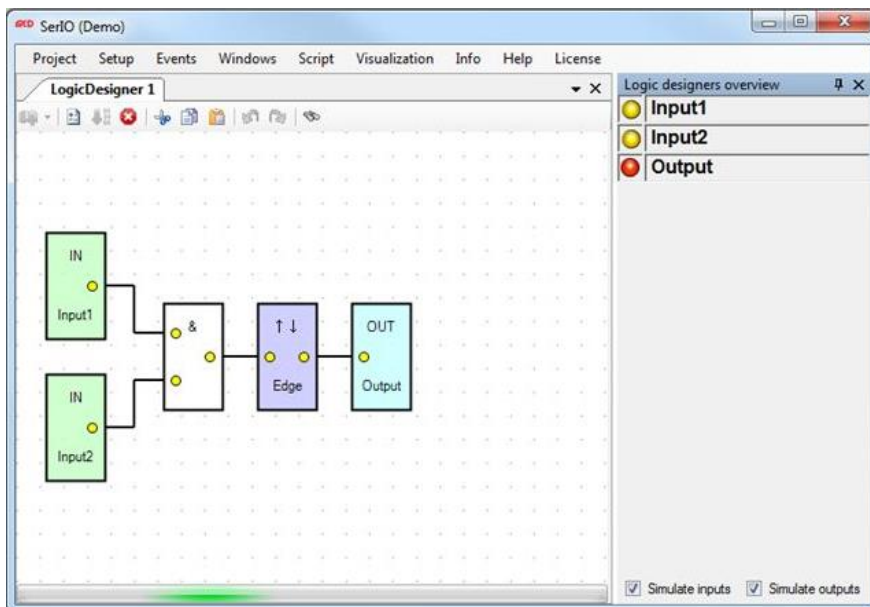 SerIO (Demo)
Project Setup Events Windows Script Visualization Info Help License
LogicDesigner 1
Logic designers overview
Input1
Input2
Output
IN
Input1
&
↑ ↓
Edge
OUT
Output
IN
Input2
Simulate inputs Simulate outputs